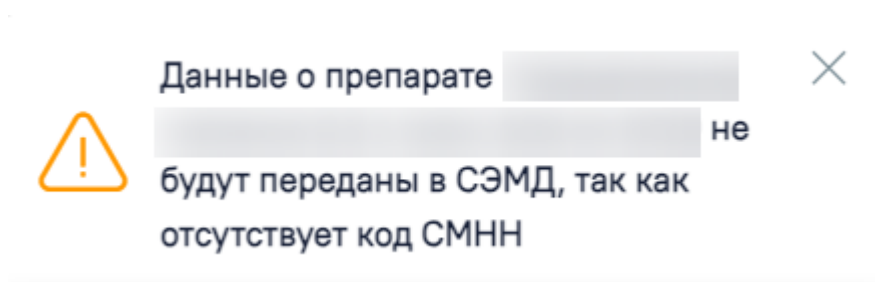 Данные о препарате
не
будут переданы в СЭМД, так как
отсутствует код СМНН